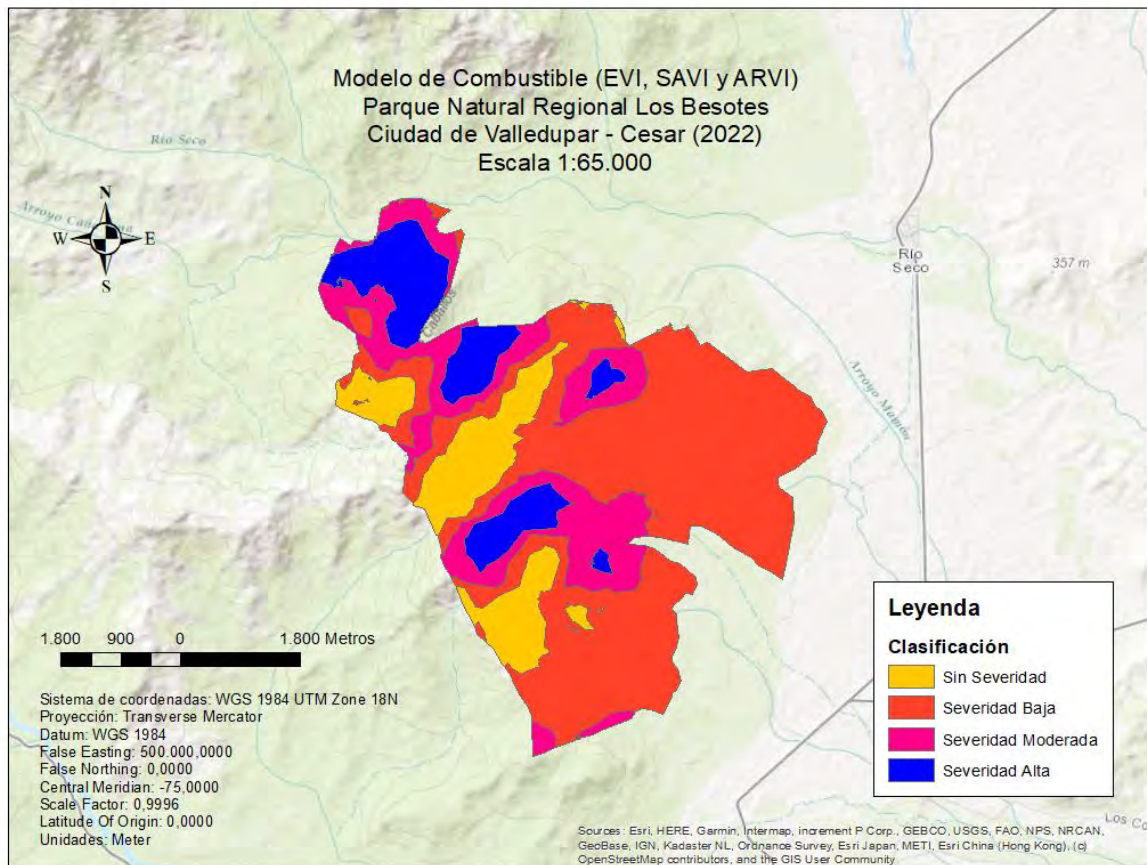 Modelo de Combustible (EVI, SAVI y ARVI)
Parque Natural Regional Los Besotes
Ciudad de Valledupar - Cesar (2022)
Escala 1:65.000
Río Seco
Arroyo
N
W
E
S
Río
Seco
357 m
Caballos
Arroyo Mamón
1.800 900 0 1.800 Metros
Sistema de coordenadas: WGS 1984 UTM Zone 18N
Proyección: Transverse Mercator
Datum: WGS 1984
False Easting: 500.000,0000
False Northing: 0,0000
Central Meridian: -75,0000
Scale Factor: 0,9996
Latitude Of Origin: 0,0000
Unidades: Meter
Leyenda
Clasificación
Sin Severidad
Severidad Baja
Severidad Moderada
Severidad Alta
Los Co
Sources: Esri, HERE, Garmin, Intermap, increment P Corp., GEBCO, USGS, FAO, NPS, NRCAN,
GeoBase, IGN, Kadaster NL, Ordnance Survey, Esri Japan, METI, Esri China (Hong Kong), (c)
OpenStreetMap contributors, and the GIS User Community